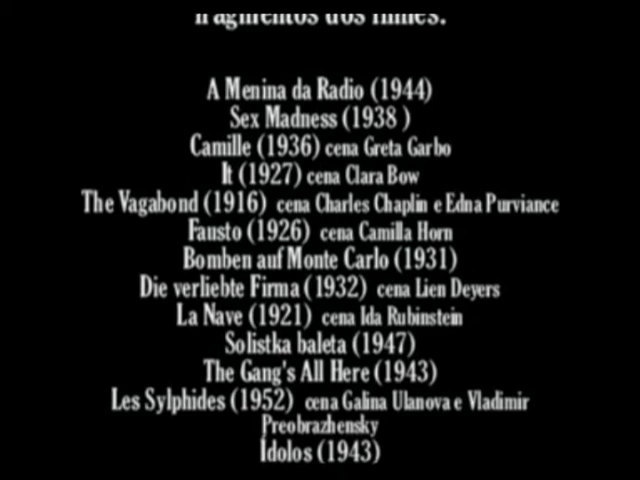 fragmentos dos filmes.
A Menina da Radio (1944)
Sex Madness (1938 )
Camille (1936) cena Greta Garbo
It (1927) cena Clara Bow
The Vagabond (1916) cena Charles Chaplin e Edna Purviance
Fausto (1926) cena Camilla Horn
Bomben auf Monte Carlo (1931)
Die verliebte Firma (1932) cena Lien Deyers
La Nave (1921) cena Ida Rubinstein
Solistka baleta (1947)
The Gang's All Here (1943)
Les Sylphides (1952) cena Galina Ulanova e Vladimir
Preobrazhensky
Ídolos (1943)